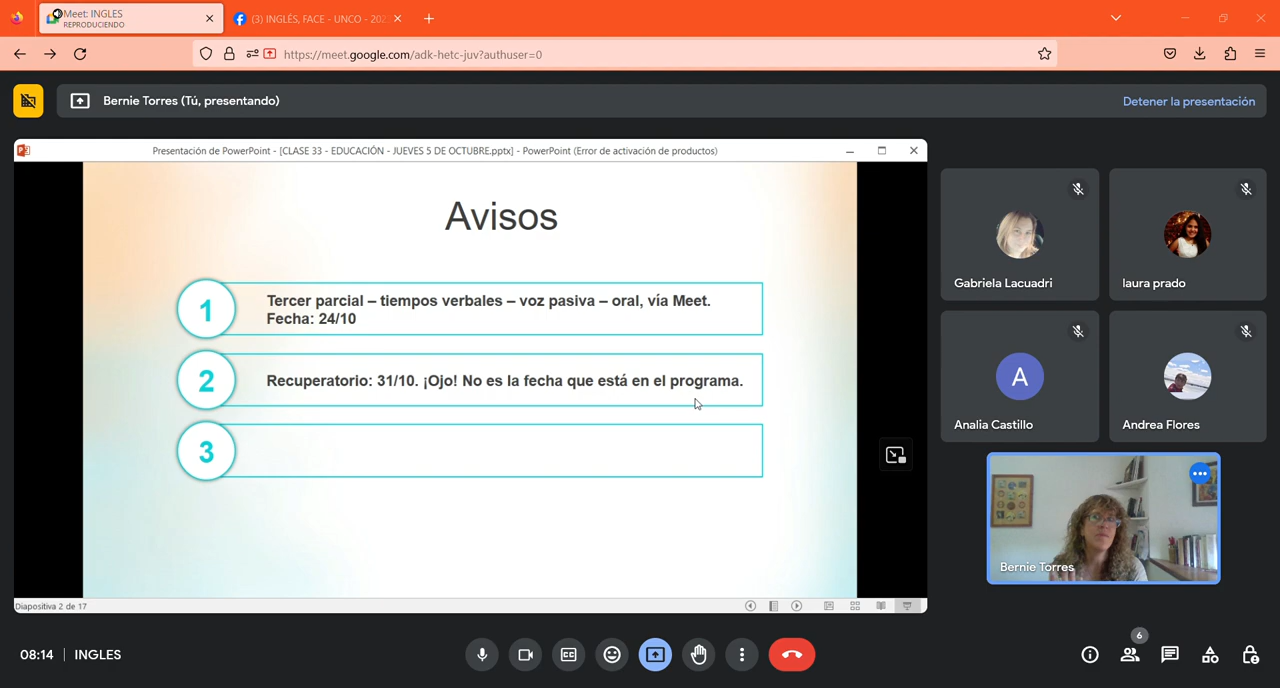 Meet: INGLES
REPRODUCIENDO
(3) INGLÉS, FACE - UNCO - 202
https://meet.google.com/adk-hetc-juv?authuser=0
Bernie Torres (Tú, presentando)
Detener la presentación
Presentación de PowerPoint - [CLASE 33 - EDUCACIÓN - JUEVES 5 DE OCTUBRE.pptx] - PowerPoint (Error de activación de productos)
Avisos
1
Tercer parcial – tiempos verbales – voz pasiva – oral, vía Meet.
Fecha: 24/10
2
Recuperatorio: 31/10. ¡Ojo! No es la fecha que está en el programa.
3
Diapositiva 2 de 17
Gabriela Lacuadri
laura prado
A
Analia Castillo
Andrea Flores
Bernie Torres
08:14 | INGLES
6